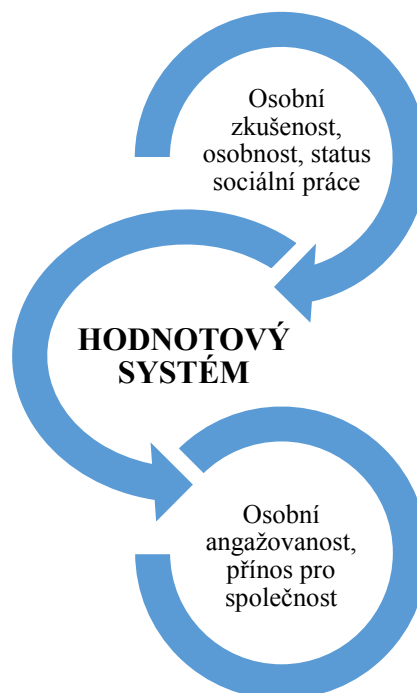 Osobní
zkušenost,
osobnost, status
sociální práce
HODNOTOVÝ
SYSTÉM
Osobní
angažovanost,
přínos pro
společnost